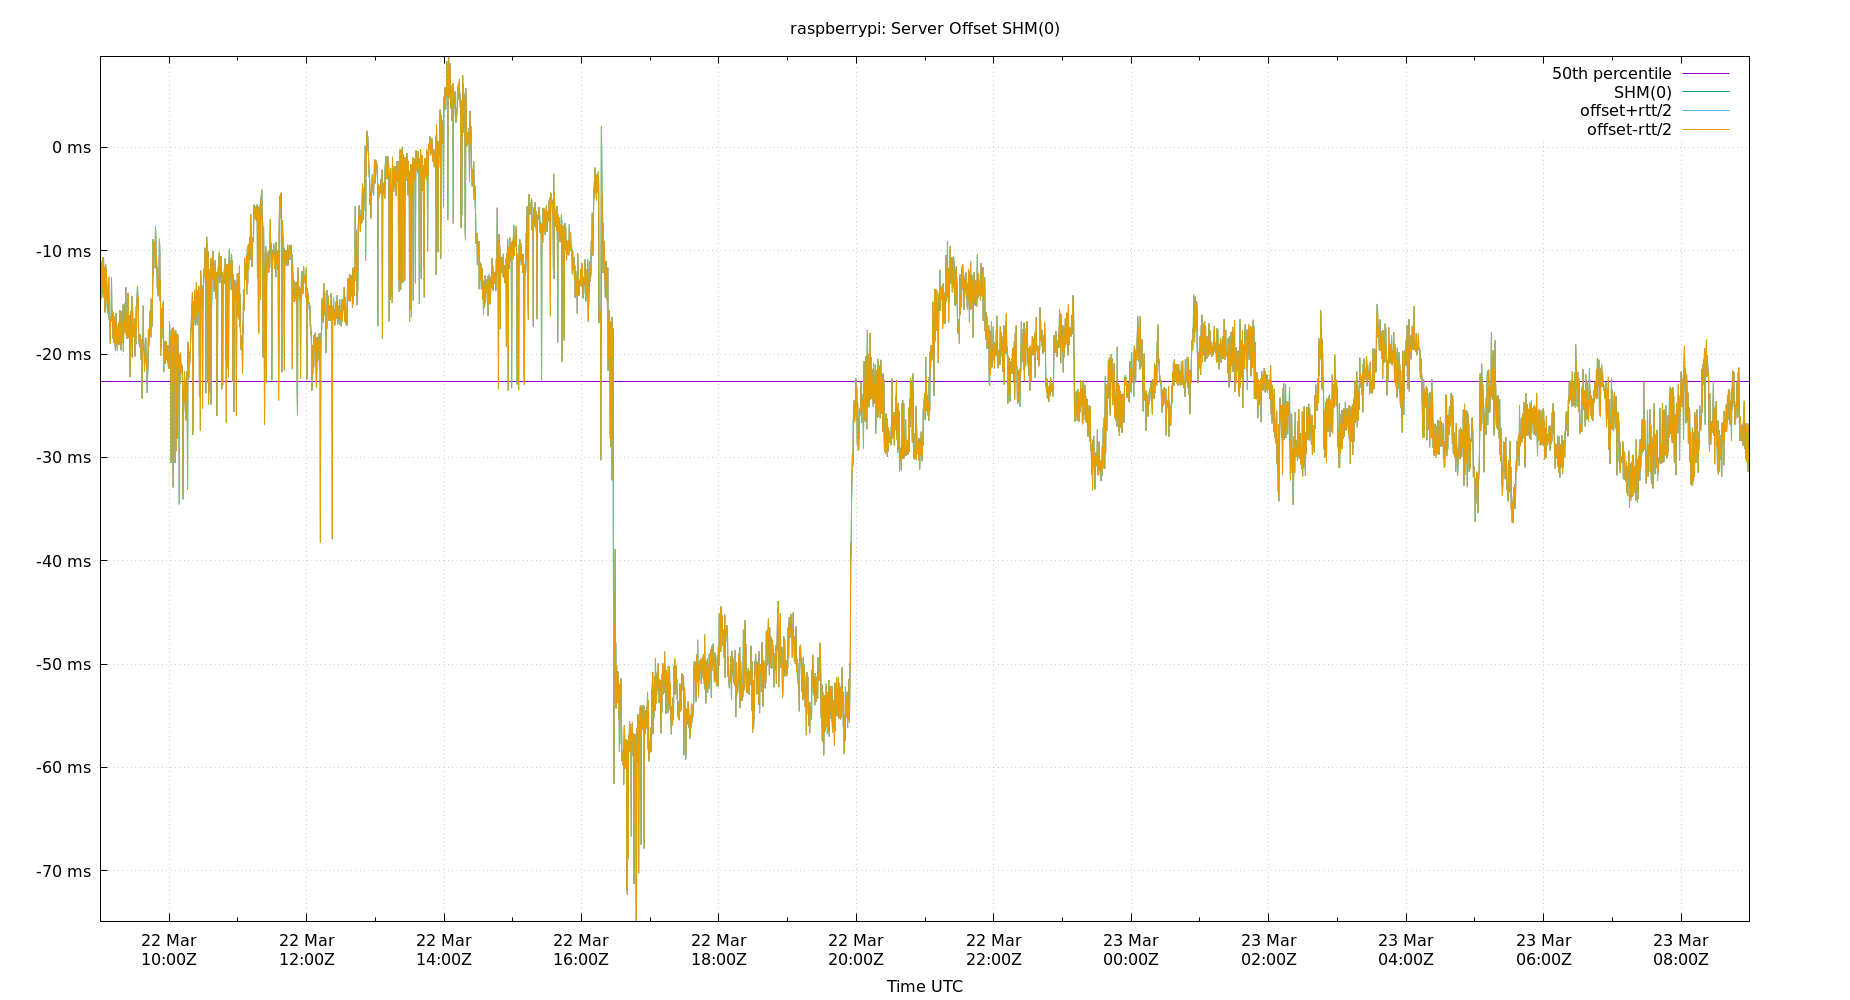 raspberrypi: Server Offset SHM(0)
50th percentile
SHM(0)
offset+rtt/2
offset-rtt/2
0 ms
-10 ms
-20 ms
-30 ms
-40 ms
-50 ms
-60 ms
-70 ms
22 Mar 22 Mar 22 Mar 22 Mar 22 Mar 22 Mar 22 Mar 23 Mar 23 Mar 23 Mar 23 Mar 23 Mar
10:00Z 12:00Z 14:00Z 16:00Z 18:00Z 20:00Z 22:00Z 00:00Z 02:00Z 04:00Z 06:00Z 08:00Z
Time UTC